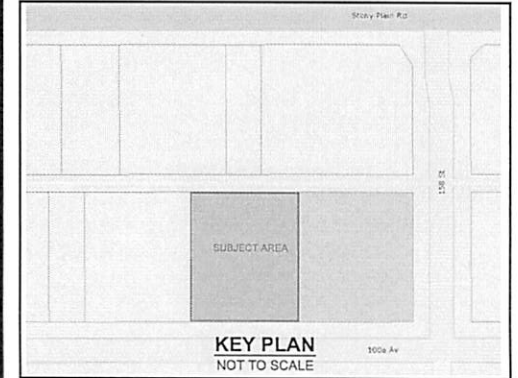 Stony Plain Rd
156 St
SUBJECT AREA
KEY PLAN
NOT TO SCALE
100a Av